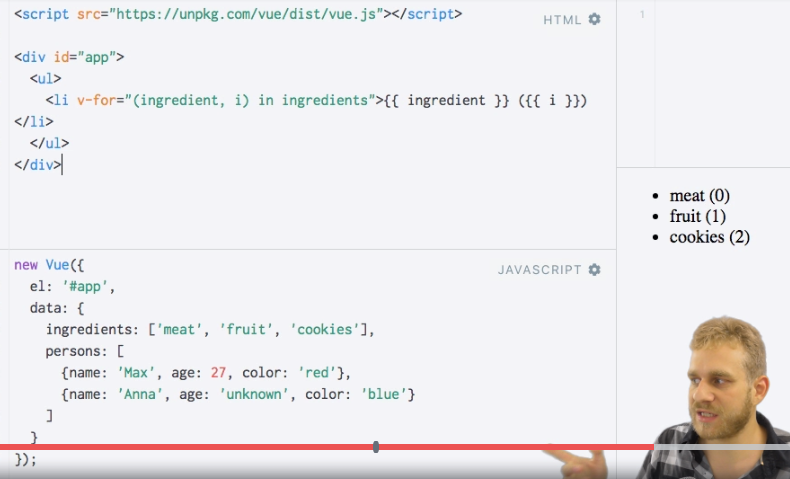 <script src="https://unpkg.com/vue/dist/vue.js"></script>
HTML
<div id="app">
<ul>
<li v-for="(ingredient, i) in ingredients">{{ ingredient }} ({{ i }})
</li>
</ul>
</div>
new Vue({
JAVASCRIPT
el: '#app',
data: {
ingredients: ['meat', 'fruit', 'cookies'],
persons: [
{name: 'Max', age: 27, color: 'red'},
{name: 'Anna', age: 'unknown', color: 'blue'}
]
}
});
1
• meat (0)
• fruit (1)
• cookies (2)